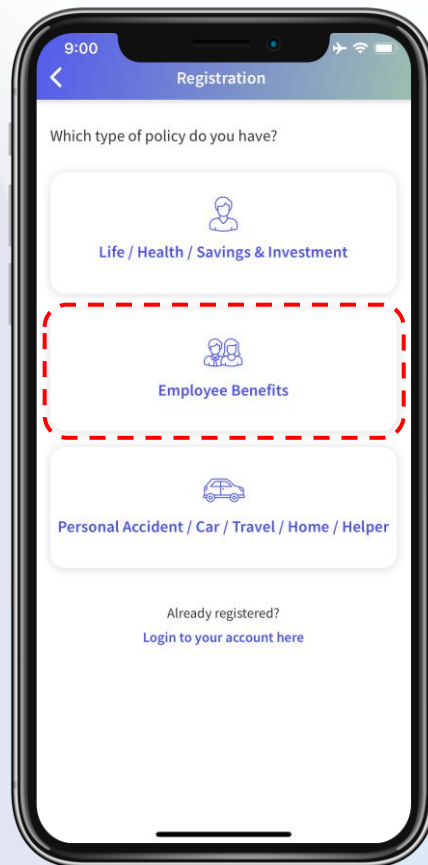 9:00
Registration
Which type of policy do you have?
Life / Health / Savings & Investment
Employee Benefits
Personal Accident / Car / Travel / Home / Helper
Already registered?
Login to your account here